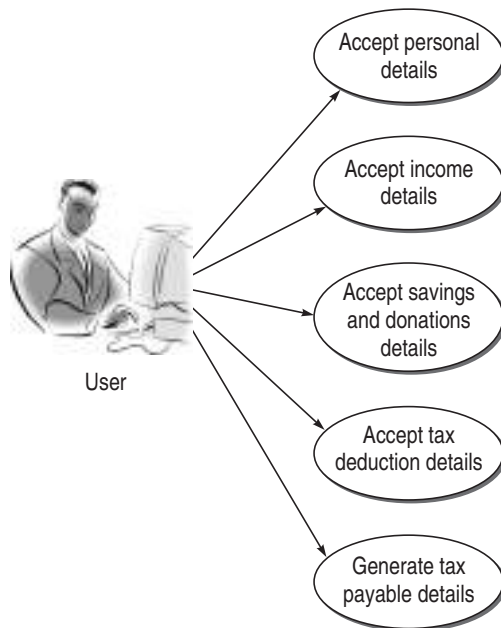 Accept personal
details
Accept income
details
Accept savings
and donations
details
User
Accept tax
deduction details
Generate tax
payable details